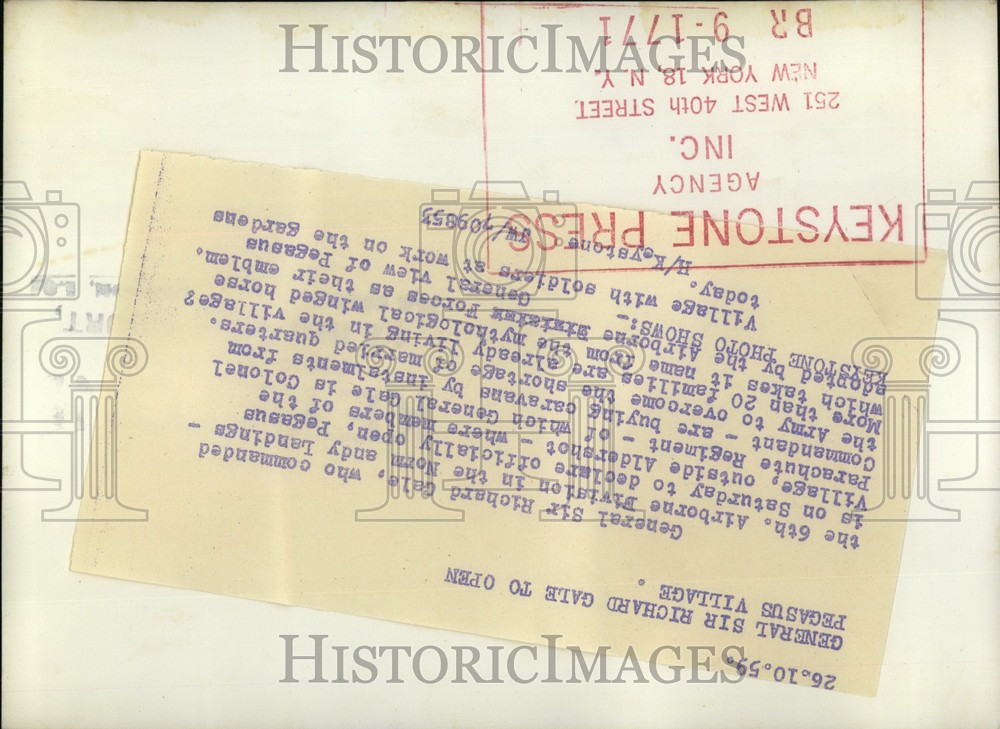 26.10.59.
GENERAL SIR RICHARD GALE TO OPEN
PEGASUS VILLAGE.
General Sir Richard Gale, who commanded
the 6th. Airborne Division in the Norm andy Landings -
is on Saturday to declare officially open, Pegasus
Village, outside Aldershot - where members of the
Parachute Regiment - of which General Gale is Colonel
Commandant - are buying caravans by instalments from
the Army to overcome the shortage of married quarters.
More than 20 families are already living in the village?
which takes it name from the mythological winged horse
adopted by the Airborne Forces as their emblem.
KEYSTONE PHOTO SHOWS:- General view of Pegasus
Village with soldiers at work on the gardens
today.
H/Keystone JW/709855
KEYSTONE PRESS
AGENCY
INC.
251 WEST 40th STREET.
NEW YORK 18, N.Y.
BR 9-1771
HISTORICIMAGES
HISTORICIMAGES